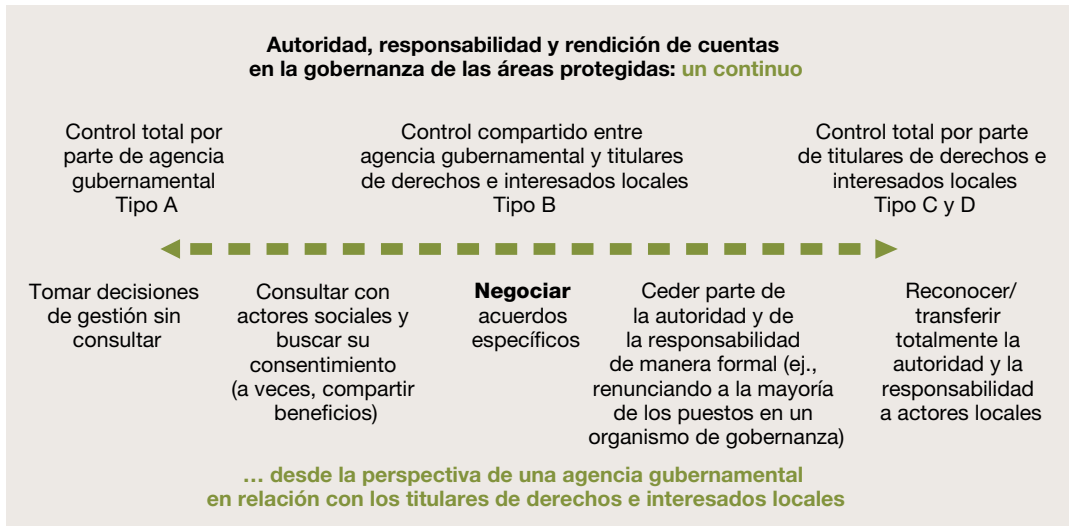 Autoridad, responsabilidad y rendición de cuentas
en la gobernanza de las áreas protegidas: un continuo
Control total por
parte de agencia
gubernamental
Tipo A
Control compartido entre
agencia gubernamental y titulares
de derechos e interesados locales
Tipo B
Control total por parte
de titulares de derechos e
interesados locales
Tipo C y D
Tomar decisiones
de gestión sin
consultar
Consultar con
actores sociales y
buscar su
consentimiento
(a veces, compartir
beneficios)
Negociar
acuerdos
específicos
Ceder parte de
la autoridad y de
la responsabilidad
de manera formal (ej.,
renunciando a la mayoría
de los puestos en un
organismo de gobernanza)
Reconocer/
transferir
totalmente la
autoridad y la
responsabilidad
a actores locales
... desde la perspectiva de una agencia gubernamental
en relación con los titulares de derechos e interesados locales